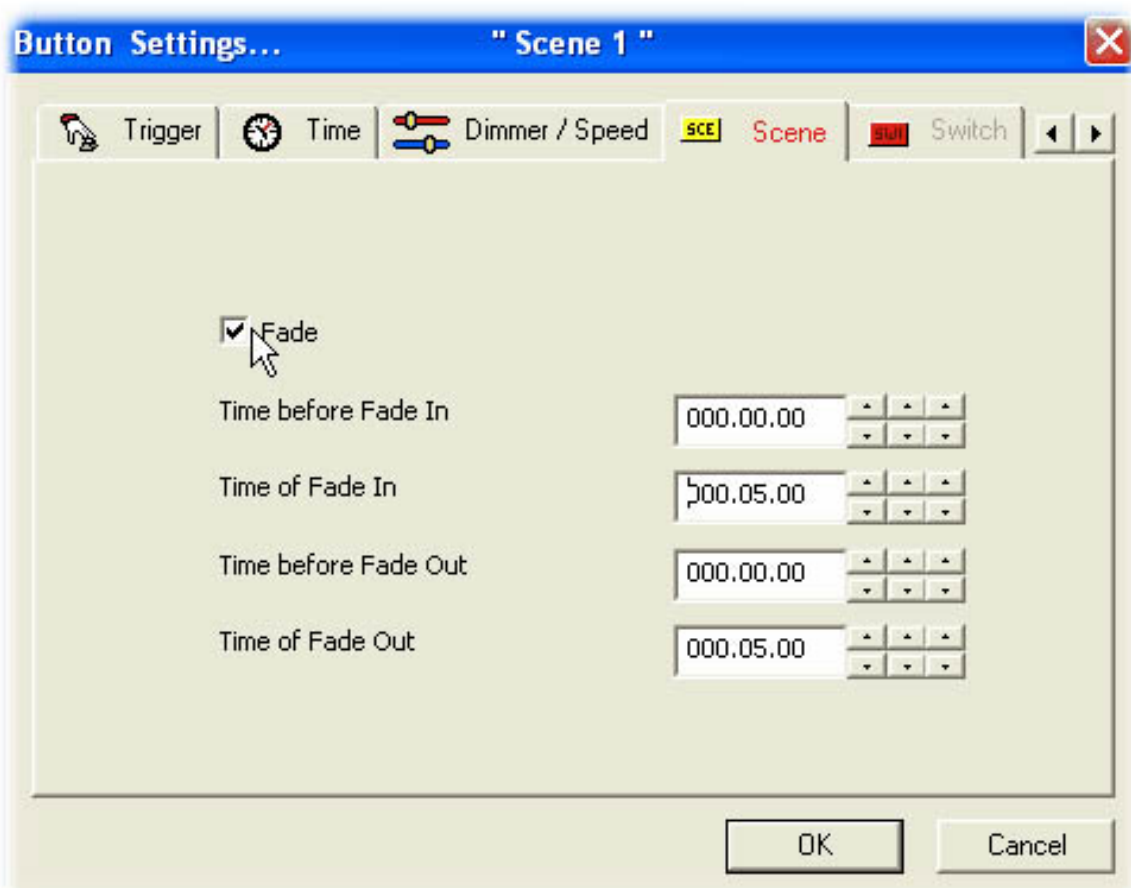 Button Settings... " Scene 1 "
Trigger Time Dimmer / Speed SCE Scene SWI Switch
Fade
Time before Fade In 000.00.00
Time of Fade In 000.05.00
Time before Fade Out 000.00.00
Time of Fade Out 000.05.00
OK Cancel